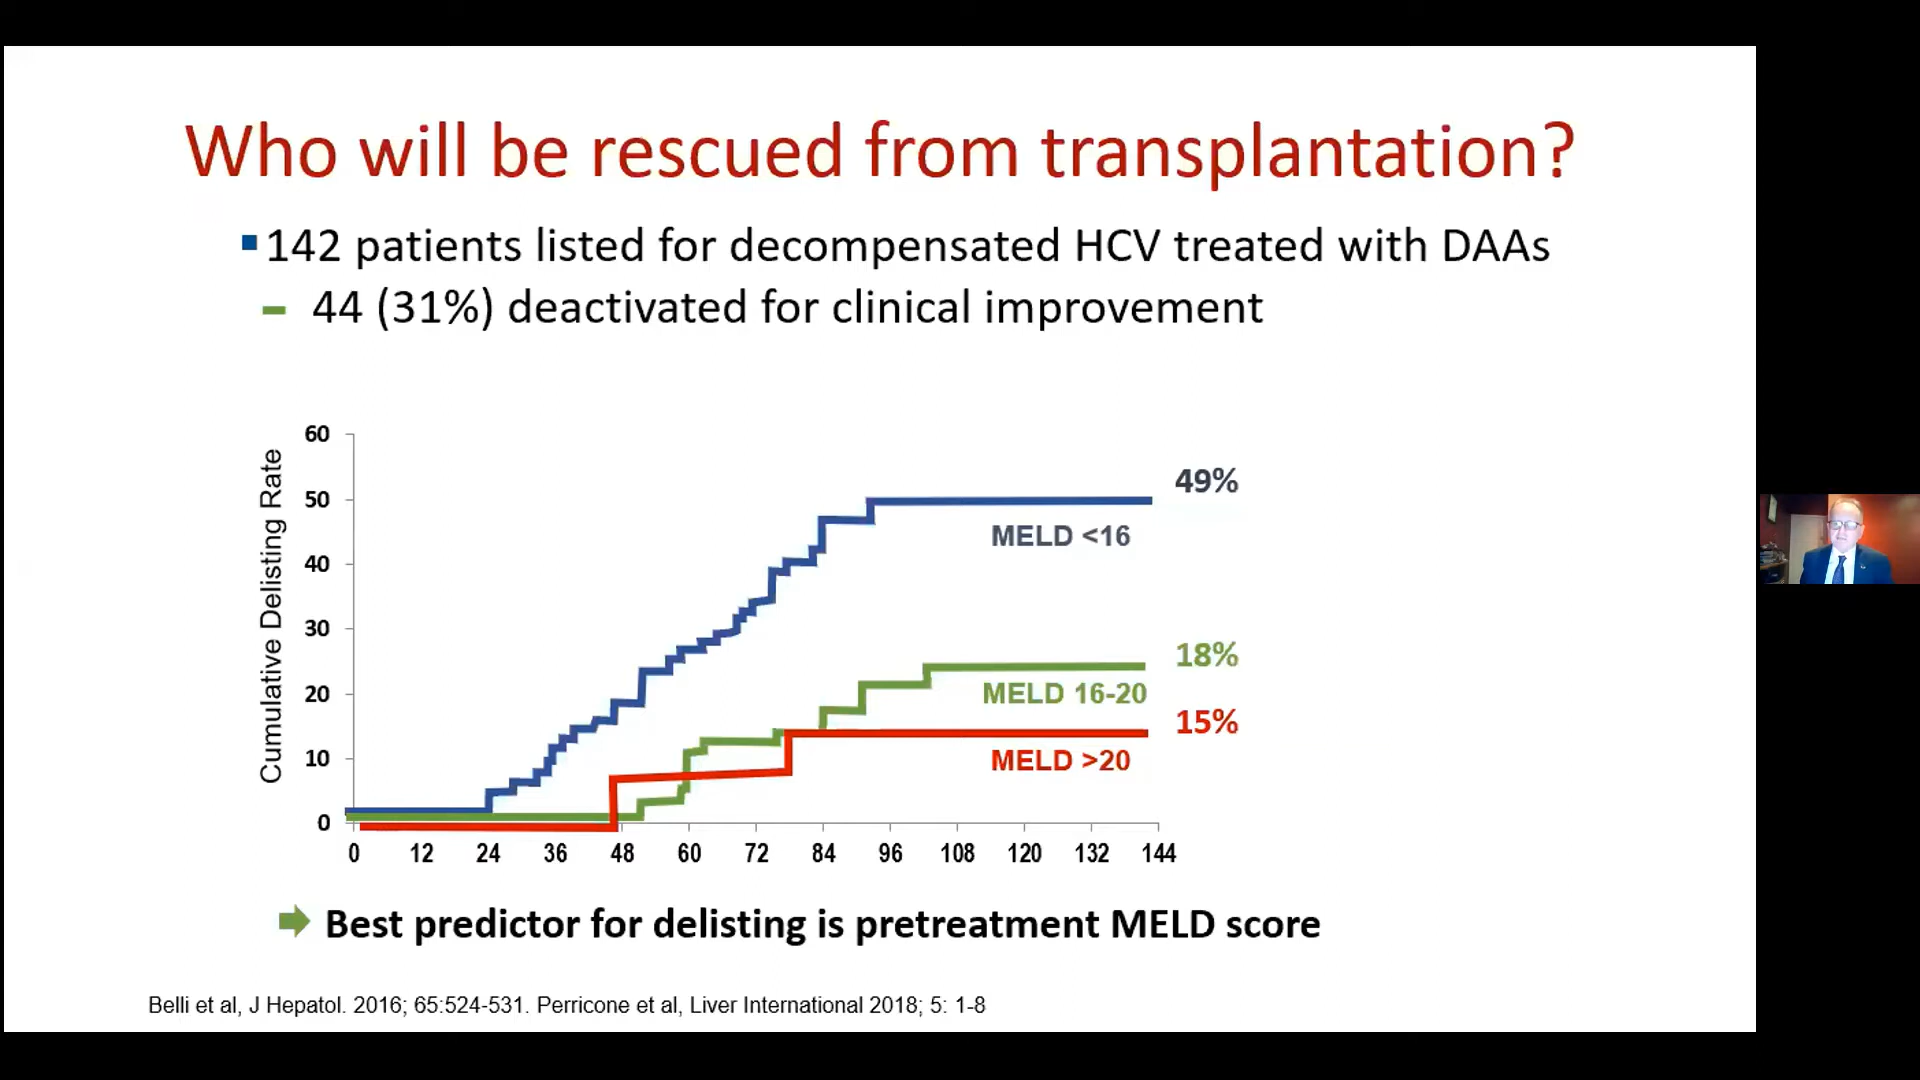 Who will be rescued from transplantation?
142 patients listed for decompensated HCV treated with DAAs
44 (31%) deactivated for clinical improvement
Cumulative Delisting Rate
60
50
40
30
20
10
0
49%
MELD <16
18%
MELD 16-20
15%
MELD >20
0 12 24 36 48 60 72 84 96 108 120 132 144
Best predictor for delisting is pretreatment MELD score
Belli et al, J Hepatol. 2016; 65:524-531. Perricone et al, Liver International 2018; 5: 1-8